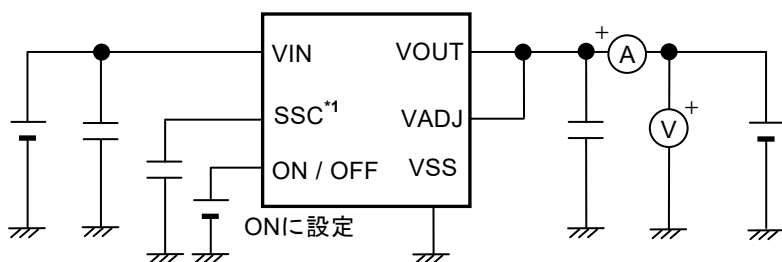 VIN
VOUT
+
A
SSC*1
VADJ
V
+
ON / OFF
VSS
ONに設定